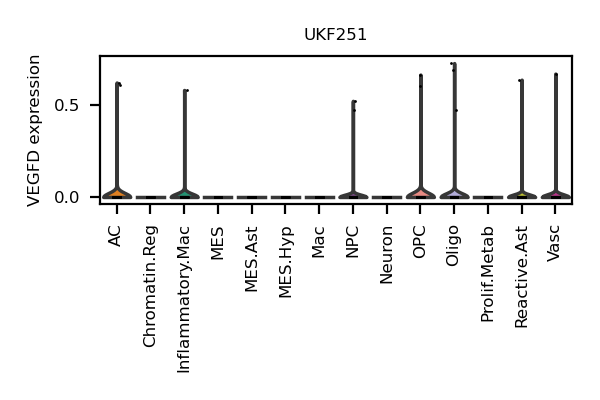 UKF251
VEGFD expression
0.5
0.0
AC
Chromatin.Reg
Inflammatory.Mac
MES
MES.Ast
MES.Hyp
Mac
NPC
Neuron
OPC
Oligo
Prolif.Metab
Reactive.Ast
Vasc